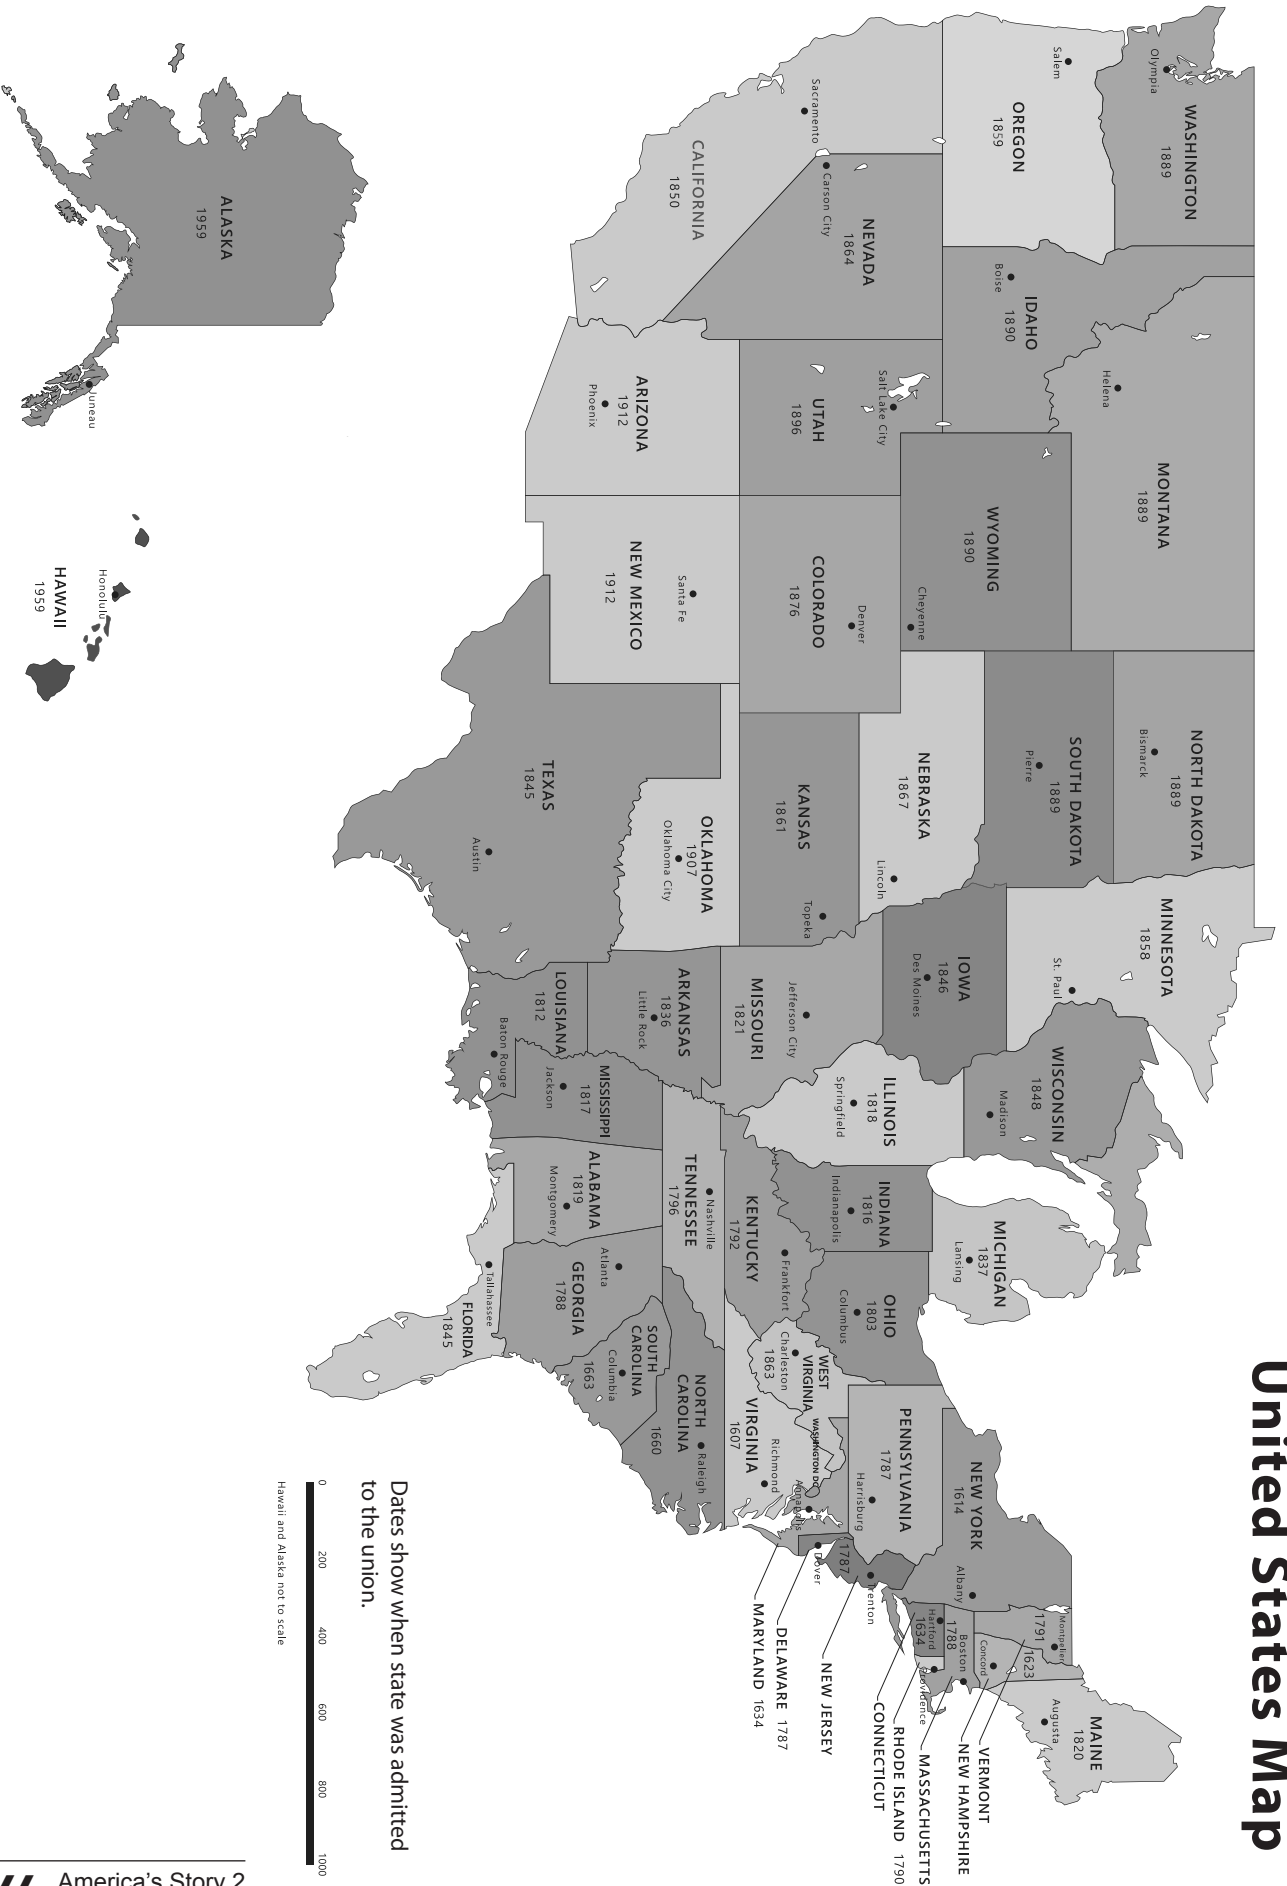 United States Map
WASHINGTON
1889
Olympia
OREGON
1859
Salem
CALIFORNIA
1850
Sacramento
NEVADA
1864
Carson City
IDAHO
1890
Boise
MONTANA
1889
Helena
WYOMING
1890
Cheyenne
UTAH
1896
Salt Lake City
ARIZONA
1912
Phoenix
COLORADO
1876
Denver
NEW MEXICO
1912
Santa Fe
NORTH DAKOTA
1889
Bismarck
SOUTH DAKOTA
1889
Pierre
NEBRASKA
1867
Lincoln
KANSAS
1861
Topeka
OKLAHOMA
1907
Oklahoma City
TEXAS
1845
Austin
MINNESOTA
1858
St. Paul
IOWA
1846
Des Moines
MISSOURI
1821
Jefferson City
ARKANSAS
1836
Little Rock
LOUISIANA
1812
Baton Rouge
WISCONSIN
1848
Madison
ILLINOIS
1818
Springfield
MICHIGAN
1837
Lansing
INDIANA
1816
Indianapolis
OHIO
1803
Columbus
KENTUCKY
1792
Frankfort
TENNESSEE
1796
Nashville
MISSISSIPPI
1817
Jackson
ALABAMA
1819
Montgomery
GEORGIA
1788
Atlanta
FLORIDA
1845
Tallahassee
SOUTH
CAROLINA
Columbia
1663
NORTH
CAROLINA
Raleigh
1660
VIRGINIA
1607
Richmond
WEST
VIRGINIA
Charleston
1863
WASHINGTON DC
Annapolis
PENNSYLVANIA
1787
Harrisburg
NEW YORK
1614
Albany
MAINE
1820
Augusta
Montpelier
1791
1623
Concord
Boston
1788
Hartford
1634
Providence
Trenton
1787
Dover
VERMONT
NEW HAMPSHIRE
MASSACHUSETTS
RHODE ISLAND 1790
CONNECTICUT
NEW JERSEY
DELAWARE 1787
MARYLAND 1634
ALASKA
1959
Juneau
HAWAII
1959
Honolulu
Dates show when state was admitted
to the union.
0 200 400 600 800 1000
Hawaii and Alaska not to scale
America's Story 2